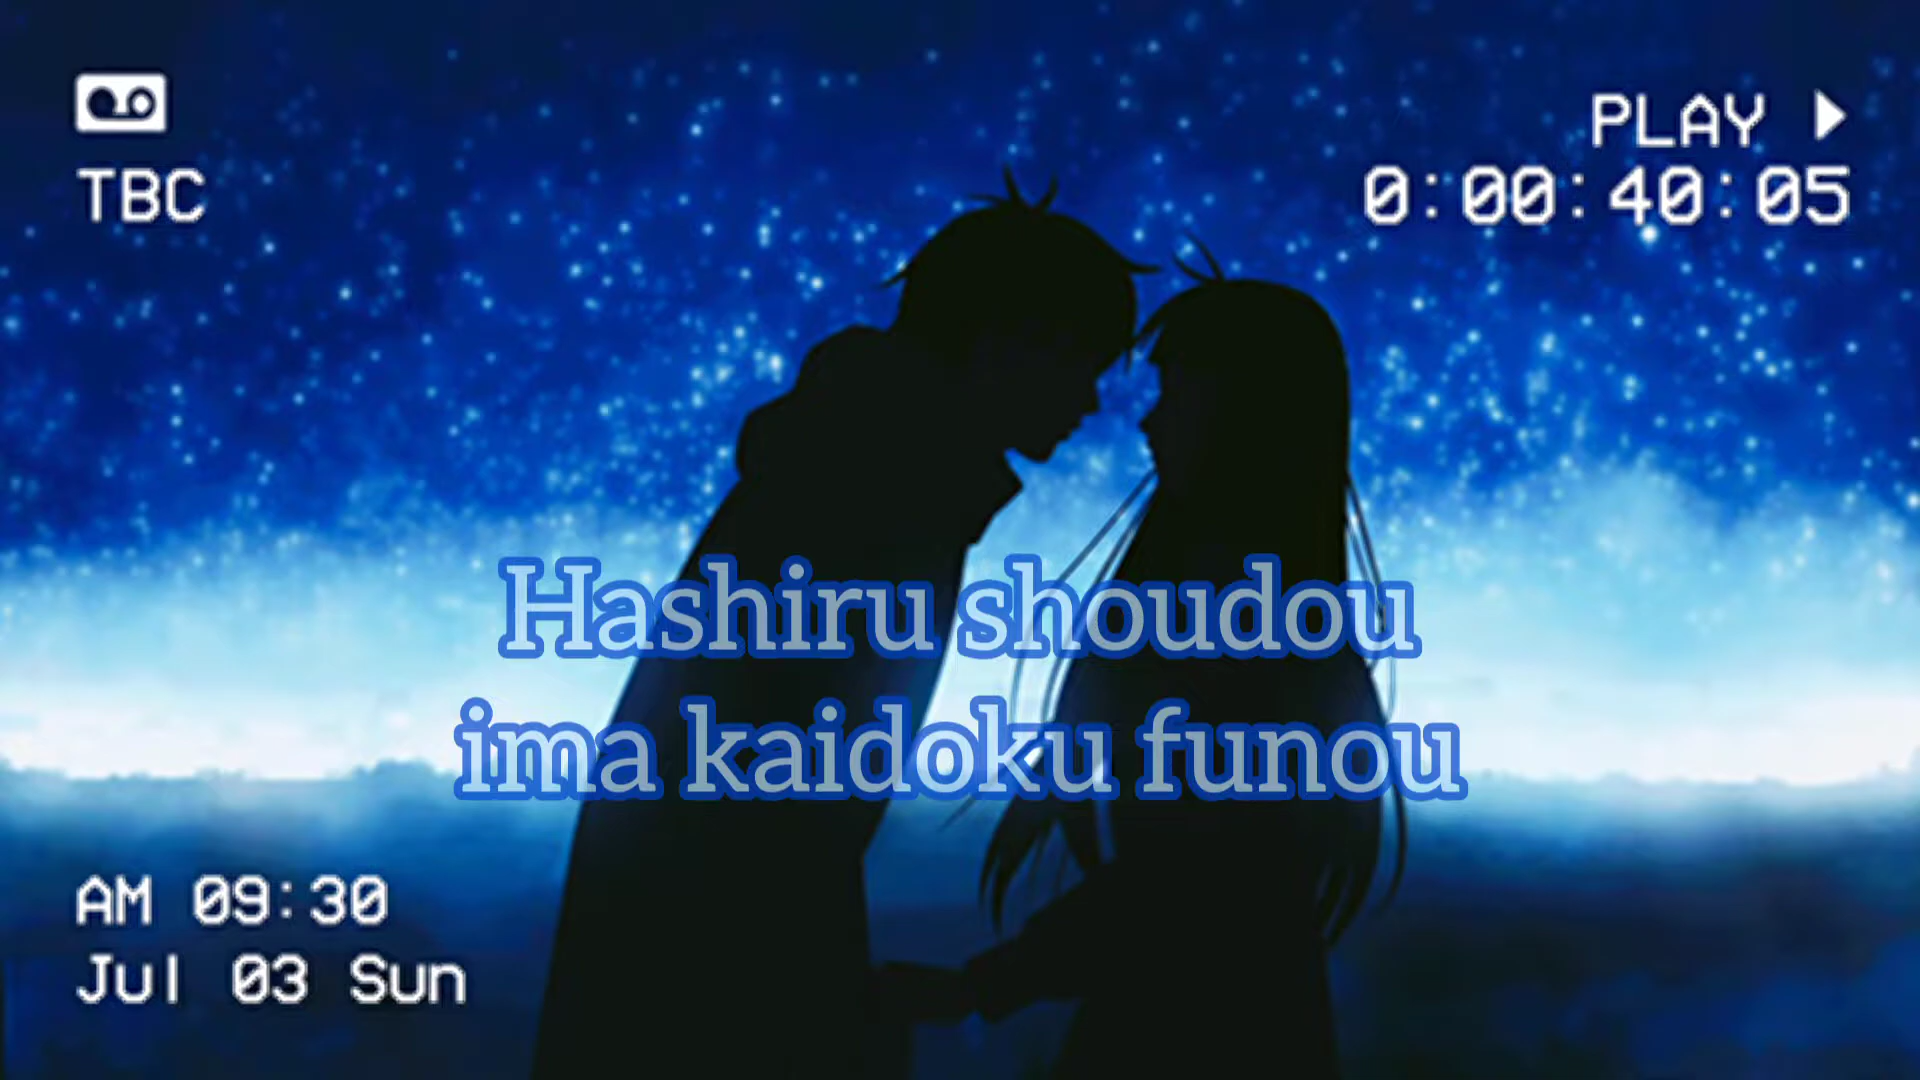 TBC
PLAY
0:00:40:05
Hashiru shoudou
ima kaidoku funou
AM 09:30
Jul 03 Sun